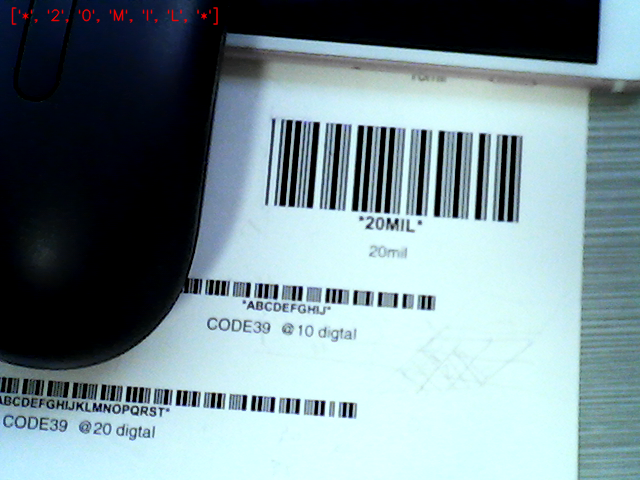 ['*', '2', '0', 'M', 'I', 'L', '*']
*20MIL*
20mil
*ABCDEFGHIJ*
CODE39 @10 digtal
ABCDEFGHIJKLMNOPQRST*
CODE39 @20 digtal